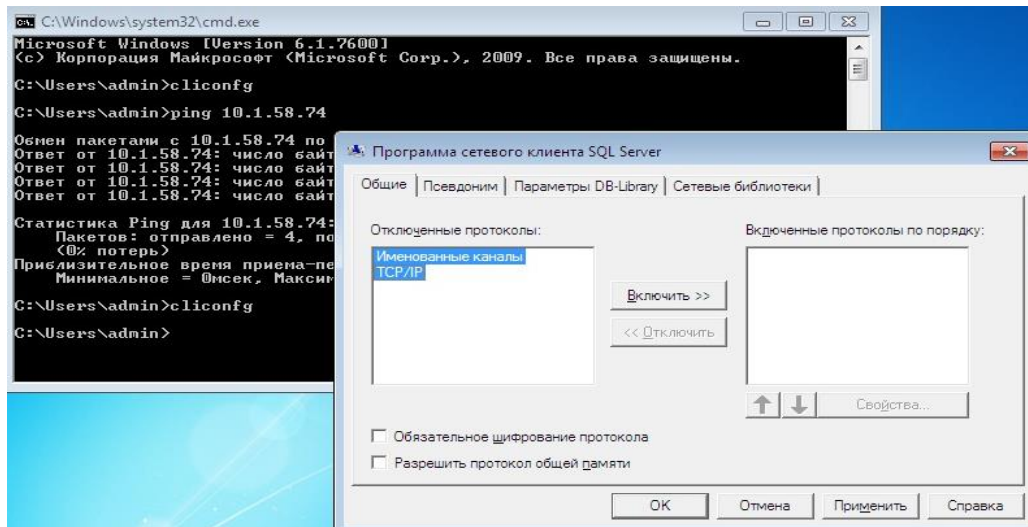 C:\Windows\system32\cmd.exe
Microsoft Windows [Version 6.1.7600]
(c) Корпорация Майкрософт (Microsoft Corp.), 2009. Все права защищены.
C:\Users\admin>cliconfg
C:\Users\admin>ping 10.1.58.74
Обмен пакетами с 10.1.58.74 по
Ответ от 10.1.58.74: число байт
Ответ от 10.1.58.74: число байт
Ответ от 10.1.58.74: число байт
Ответ от 10.1.58.74: число байт
Статистика Ping для 10.1.58.74:
Пакетов: отправлено = 4, по
(0% потерь)
Приблизительное время приема-пе
Минимальное = 0мсек, Максим
C:\Users\admin>cliconfg
C:\Users\admin>
Программа сетевого клиента SQL Server
Общие Псевдоним Параметры DB-Library Сетевые библиотеки
Отключенные протоколы: Включенные протоколы по порядку:
Именованные каналы
TCP/IP
Включить >>
<< Отключить
Свойства...
Обязательное шифрование протокола
Разрешить протокол общей памяти
OK Отмена Применить Справка